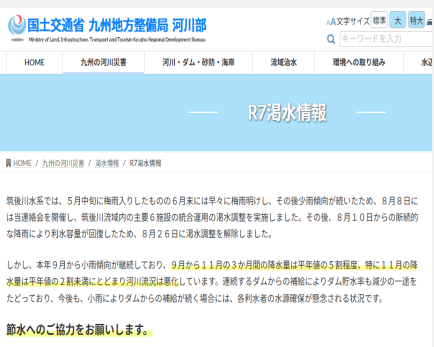 国土交通省 九州地方整備局 河川部
Ministry of Land, Infrastructure, Transport and Tourism Kyushu Regional Development Bureau
AA文字サイズ 標準 大 特大
キーワードを入力
HOME 九州の河川災害 河川・ダム・砂防・海岸 流域治水 環境への取り組み 水辺
R7渇水情報
HOME / 九州の河川災害 / 渇水情報 / R7渇水情報
筑後川水系では、５月中旬に梅雨入りしたものの６月末には早々に梅雨明けし、その後少雨傾向が続いたため、８月８日に
は当連絡会を開催し、筑後川流域内の主要６施設の統合運用の渇水調整を実施しました。その後、８月１０日からの断続的
な降雨により利水容量が回復したため、８月２６日に渇水調整を解除しました。
しかし、本年９月から小雨傾向が継続しており、９月から１１月の３か月間の降水量は平年値の５割程度、特に１１月の降
水量は平年値の２割未満にとどまり河川流況は悪化しています。連続するダムからの補給によりダム貯水率も減少の一途を
たどっており、今後も、小雨によりダムからの補給が続く場合には、各利水者の水源確保が懸念される状況です。
節水へのご協力をお願いします。